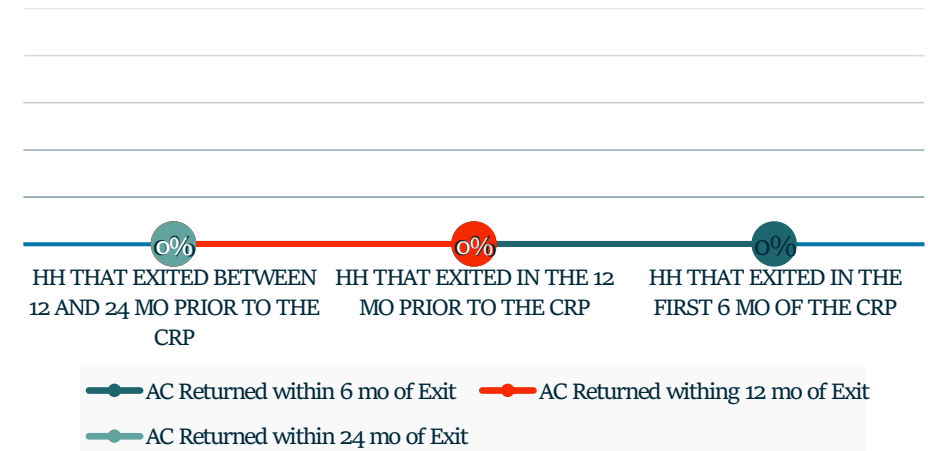 0% 0% 0%
HH THAT EXITED BETWEEN 12 AND 24 MO PRIOR TO THE CRP
HH THAT EXITED IN THE 12 MO PRIOR TO THE CRP
HH THAT EXITED IN THE FIRST 6 MO OF THE CRP
AC Returned within 6 mo of Exit
AC Returned withing 12 mo of Exit
AC Returned within 24 mo of Exit